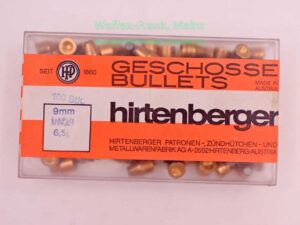 Waffen-Frank, Mainz
SEIT HP 1860
GESCHOSSE
BULLETS
MADE IN
AUSTRIA
100 Stk.
9mm
6,5
hirtenberger
HIRTENBERGER PATRONEN-, ZÜNDHÜTCHEN- UND
METALLWARENFABRIK AG A-2552 HIRTENBERG/AUSTRIA